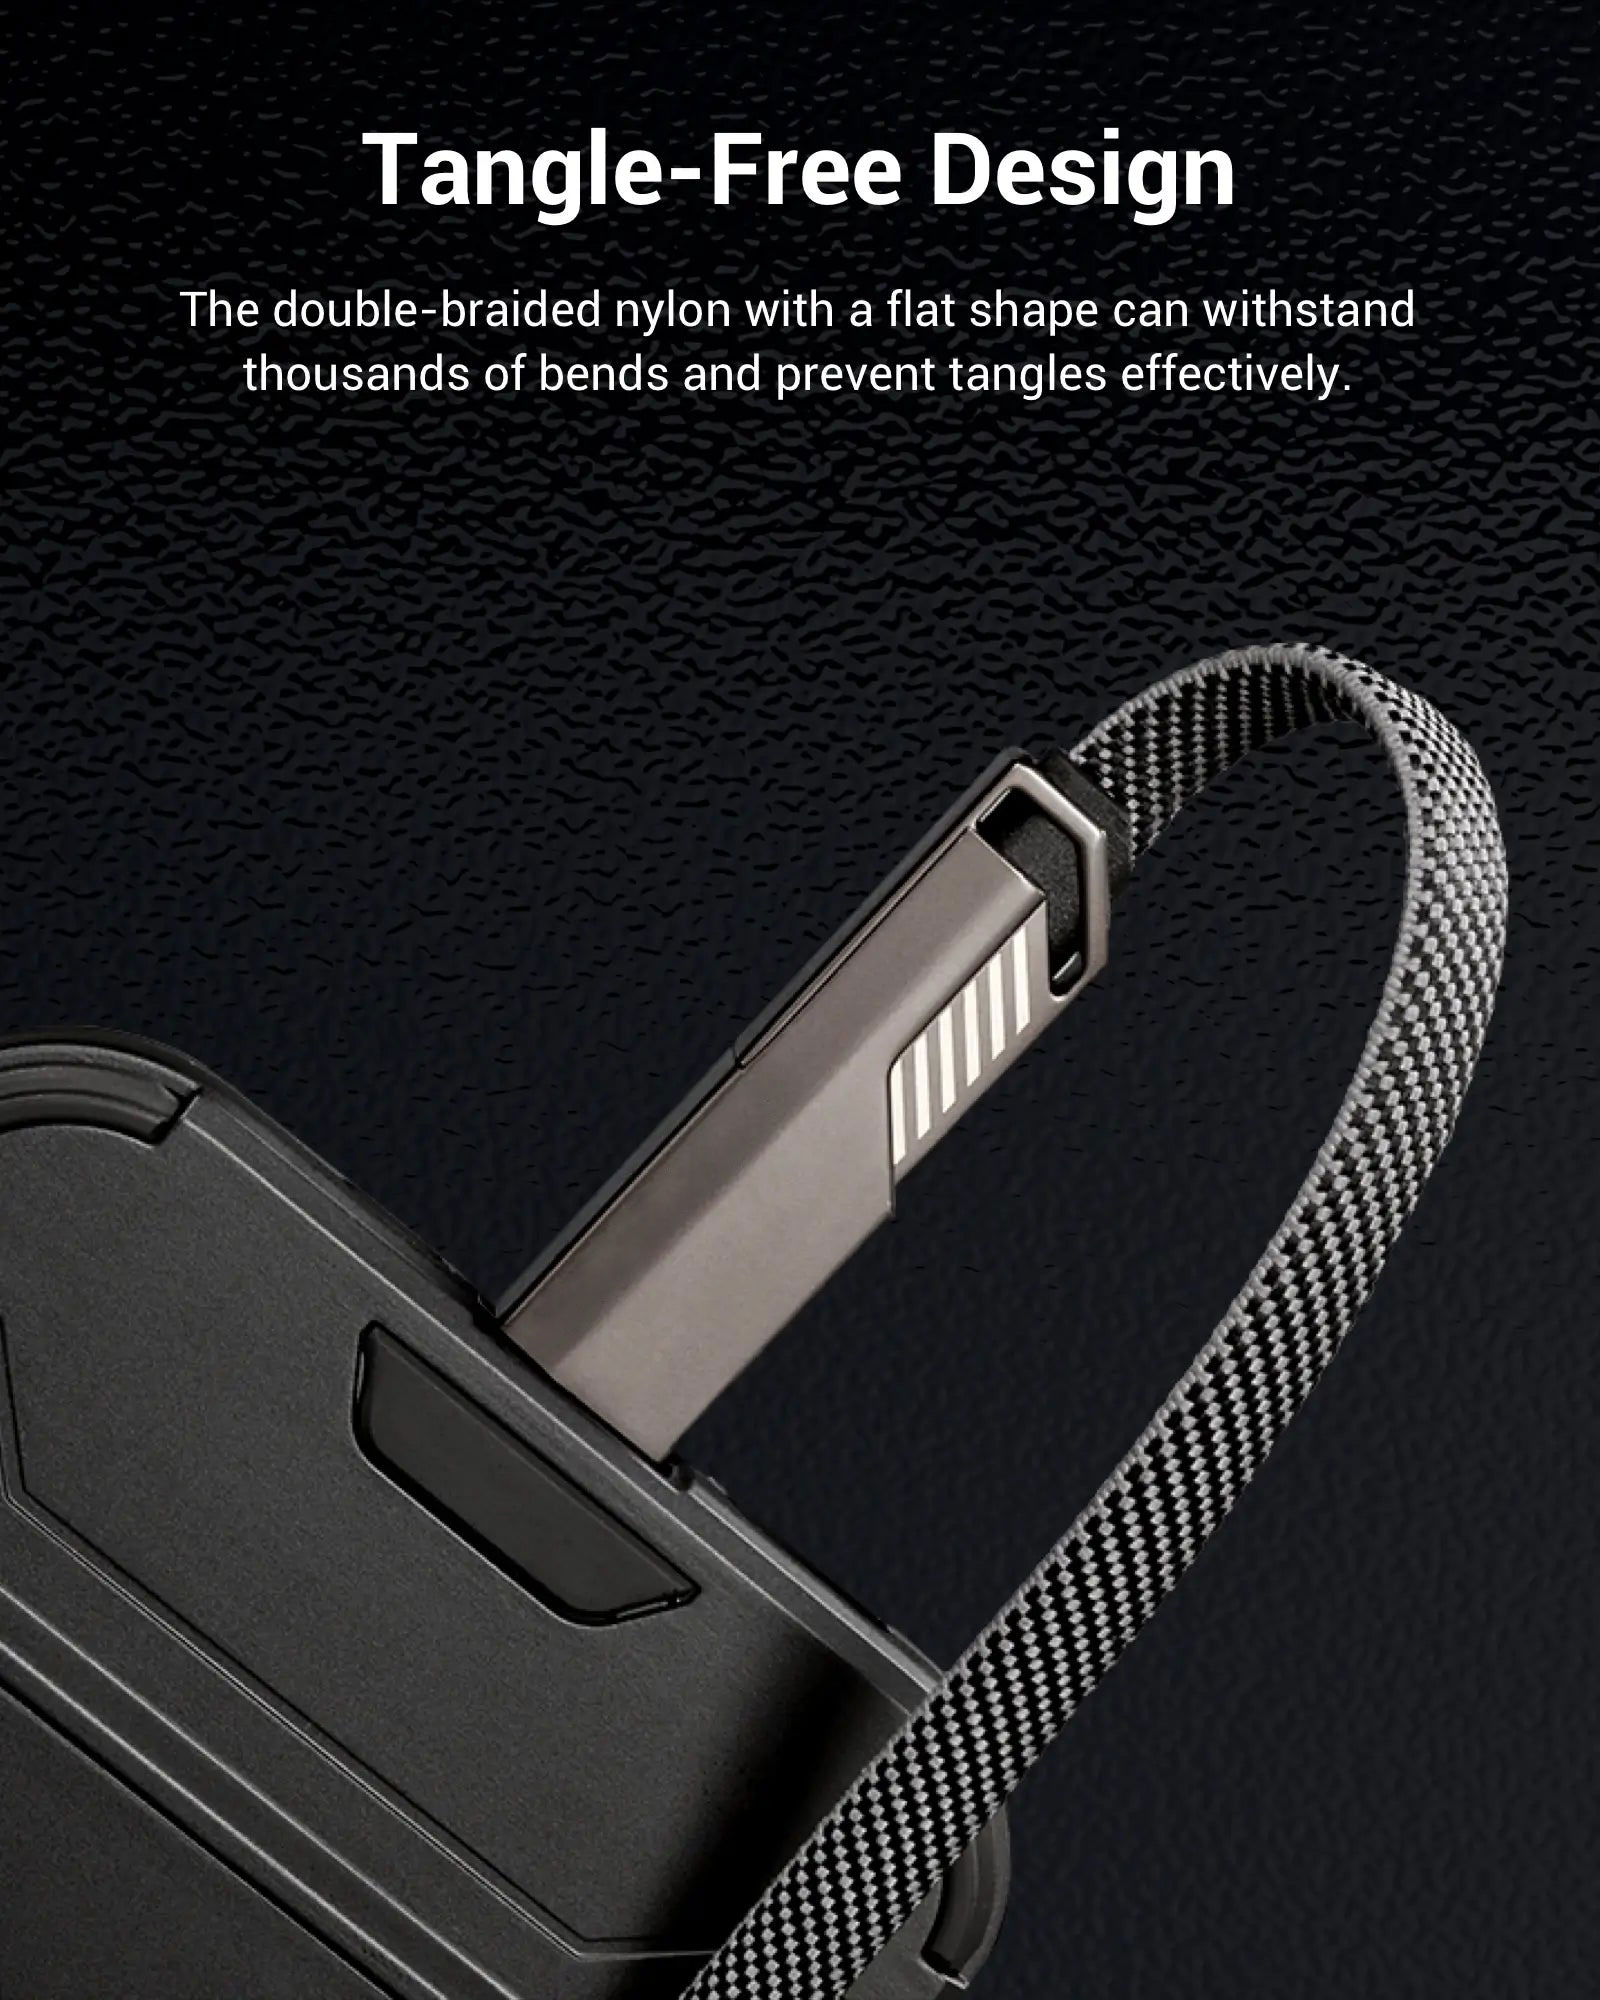 Tangle-Free Design
The double-braided nylon with a flat shape can withstand
thousands of bends and prevent tangles effectively.